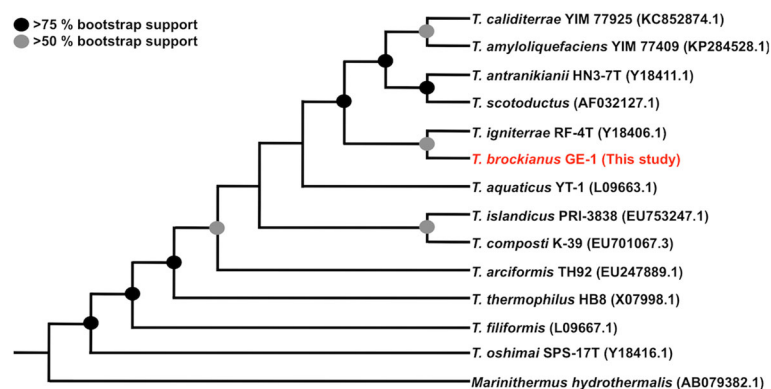 >75 % bootstrap support
>50 % bootstrap support
T. caliditerrae YIM 77925 (KC852874.1)
T. amyloliquefaciens YIM 77409 (KP284528.1)
T. antranikianii HN3-7T (Y18411.1)
T. scotoductus (AF032127.1)
T. igniterrae RF-4T (Y18406.1)
T. brockianus GE-1 (This study)
T. aquaticus YT-1 (L09663.1)
T. islandicus PRI-3838 (EU753247.1)
T. composti K-39 (EU701067.3)
T. arciformis TH92 (EU247889.1)
T. thermophilus HB8 (X07998.1)
T. filiformis (L09667.1)
T. oshimai SPS-17T (Y18416.1)
Marinithermus hydrothermalis (AB079382.1)